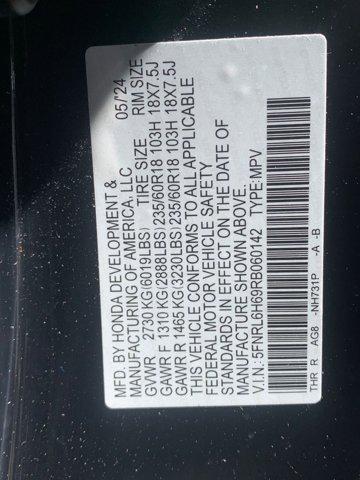 MFD. BY HONDA DEVELOPMENT &
MANUFACTURING OF AMERICA, LLC 05/'24
GVWR 2730 KG(6019LBS) TIRE SIZE RIM SIZE
GAWR F 1310 KG(2888LBS) 235/60R18 103H 18X7.5J
GAWR R 1465 KG(3230LBS) 235/60R18 103H 18X7.5J
THIS VEHICLE CONFORMS TO ALL APPLICABLE
FEDERAL MOTOR VEHICLE SAFETY
STANDARDS IN EFFECT ON THE DATE OF
MANUFACTURE SHOWN ABOVE.
V.I.N: 5FNRL6H69RB060142 TYPE:MPV
THR R AG8 -NH731P -A -B